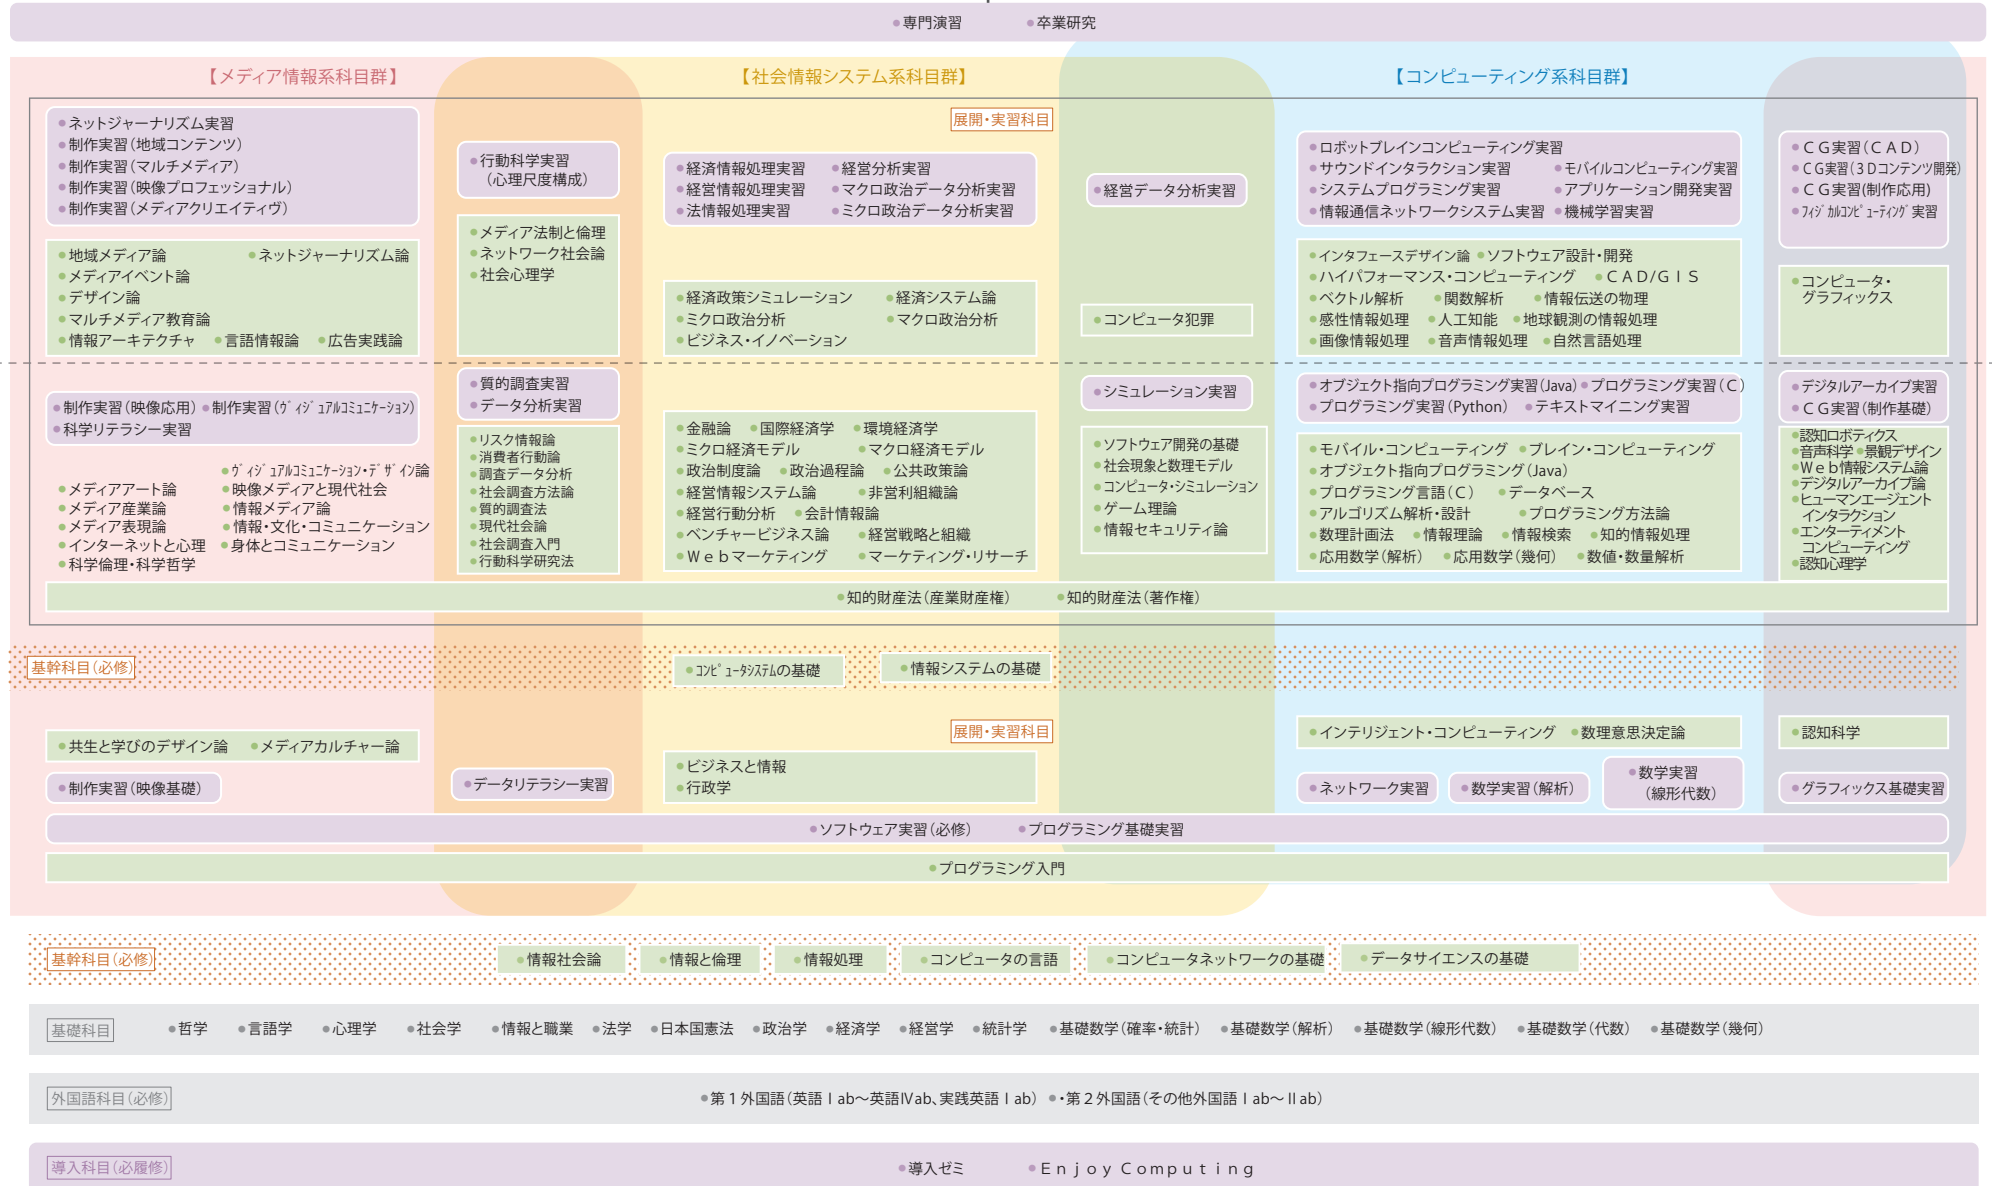 ●専門演習 ●卒業研究
【メディア情報系科目群】
【社会情報システム系科目群】
【コンピューティング系科目群】
展開・実習科目
●ネットジャーナリズム実習
●制作実習(地域コンテンツ)
●制作実習(マルチメディア)
●制作実習(映像プロフェッショナル)
●制作実習(メディアクリエイティヴ)
●地域メディア論 ●ネットジャーナリズム論
●メディアイベント論
●デザイン論
●マルチメディア教育論
●情報アーキテクチャ ●言語情報論 ●広告実践論
●行動科学実習
(心理尺度構成)
●メディア法制と倫理
●ネットワーク社会論
●社会心理学
●経済情報処理実習 ●経営分析実習
●経営情報処理実習 ●マクロ政治データ分析実習
●法情報処理実習 ●ミクロ政治データ分析実習
●経済政策シミュレーション ●経済システム論
●ミクロ政治分析 ●マクロ政治分析
●ビジネス・イノベーション
●経営データ分析実習
●コンピュータ犯罪
●ロボットブレインコンピューティング実習
●サウンドインタラクション実習 ●モバイルコンピューティング実習
●システムプログラミング実習 ●アプリケーション開発実習
●情報通信ネットワークシステム実習 ●機械学習実習
●インタフェースデザイン論 ●ソフトウェア設計・開発
●ハイパフォーマンス・コンピューティング ●CAD/GIS
●ベクトル解析 ●関数解析 ●情報伝送の物理
●感性情報処理 ●人工知能 ●地球観測の情報処理
●画像情報処理 ●音声情報処理 ●自然言語処理
●CG実習(CAD)
●CG実習(3Dコンテンツ開発)
●CG実習(制作応用)
●フィジカルコンピューティング実習
●コンピュータ・
グラフィックス
●制作実習(映像応用) ●制作実習(ヴィジュアルコミュニケーション)
●科学リテラシー実習
●ヴィジュアルコミュニケーション・デザイン論
●メディアアート論 ●映像メディアと現代社会
●メディア産業論 ●情報メディア論
●メディア表現論 ●情報・文化・コミュニケーション
●インターネットと心理 ●身体とコミュニケーション
●科学倫理・科学哲学
●質的調査実習
●データ分析実習
●リスク情報論
●消費者行動論
●調査データ分析
●社会調査方法論
●質的調査法
●現代社会論
●社会調査入門
●行動科学研究法
●金融論 ●国際経済学 ●環境経済学
●ミクロ経済モデル ●マクロ経済モデル
●政治制度論 ●政治過程論 ●公共政策論
●経営情報システム論 ●非営利組織論
●経営行動分析 ●会計情報論
●ベンチャービジネス論 ●経営戦略と組織
●Webマーケティング ●マーケティング・リサーチ
●シミュレーション実習
●ソフトウェア開発の基礎
●社会現象と数理モデル
●コンピュータ・シミュレーション
●ゲーム理論
●情報セキュリティ論
●オブジェクト指向プログラミング実習(Java) ●プログラミング実習(C)
●プログラミング実習(Python) ●テキストマイニング実習
●モバイル・コンピューティング ●ブレイン・コンピューティング
●オブジェクト指向プログラミング(Java)
●プログラミング言語(C) ●データベース
●アルゴリズム解析・設計 ●プログラミング方法論
●数理計画法 ●情報理論 ●情報検索 ●知的情報処理
●応用数学(解析) ●応用数学(幾何) ●数値・数量解析
●デジタルアーカイブ実習
●CG実習(制作基礎)
●認知ロボティクス
●音声科学 ●景観デザイン
●Web情報システム論
●デジタルアーカイブ論
●ヒューマンエージェント
インタラクション
●エンターティメント
コンピューティング
●認知心理学
●知的財産法(産業財産権) ●知的財産法(著作権)
基幹科目(必修)
●コンピュータシステムの基礎 ●情報システムの基礎
展開・実習科目
●共生と学びのデザイン論 ●メディアカルチャー論
●制作実習(映像基礎)
●データリテラシー実習
●ビジネスと情報
●行政学
●インテリジェント・コンピューティング ●数理意思決定論
●ネットワーク実習 ●数学実習(解析) ●数学実習
(線形代数)
●認知科学
●グラフィックス基礎実習
●ソフトウェア実習(必修) ●プログラミング基礎実習
●プログラミング入門
基幹科目(必修)
●情報社会論 ●情報と倫理 ●情報処理 ●コンピュータの言語 ●コンピュータネットワークの基礎 ●データサイエンスの基礎
基礎科目
●哲学 ●言語学 ●心理学 ●社会学 ●情報と職業 ●法学 ●日本国憲法 ●政治学 ●経済学 ●経営学 ●統計学 ●基礎数学(確率・統計) ●基礎数学(解析) ●基礎数学(線形代数) ●基礎数学(代数) ●基礎数学(幾何)
外国語科目(必修)
●第1外国語(英語Ⅰab〜英語Ⅳab、実践英語Ⅰab) ●・第2外国語(その他外国語Ⅰab〜Ⅱab)
導入科目(必履修)
●導入ゼミ ●Enjoy Computing